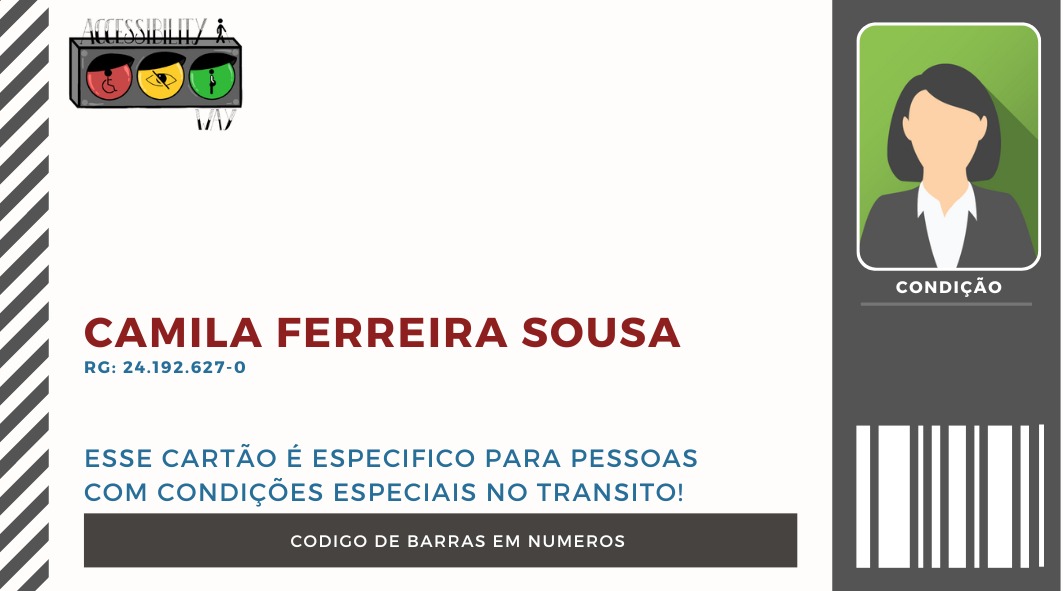 ACCESSIBILITY
WAY
CONDIÇÃO
CAMILA FERREIRA SOUSA
RG: 24.192.627-0
ESSE CARTÃO É ESPECIFICO PARA PESSOAS
COM CONDIÇÕES ESPECIAIS NO TRANSITO!
CODIGO DE BARRAS EM NUMEROS